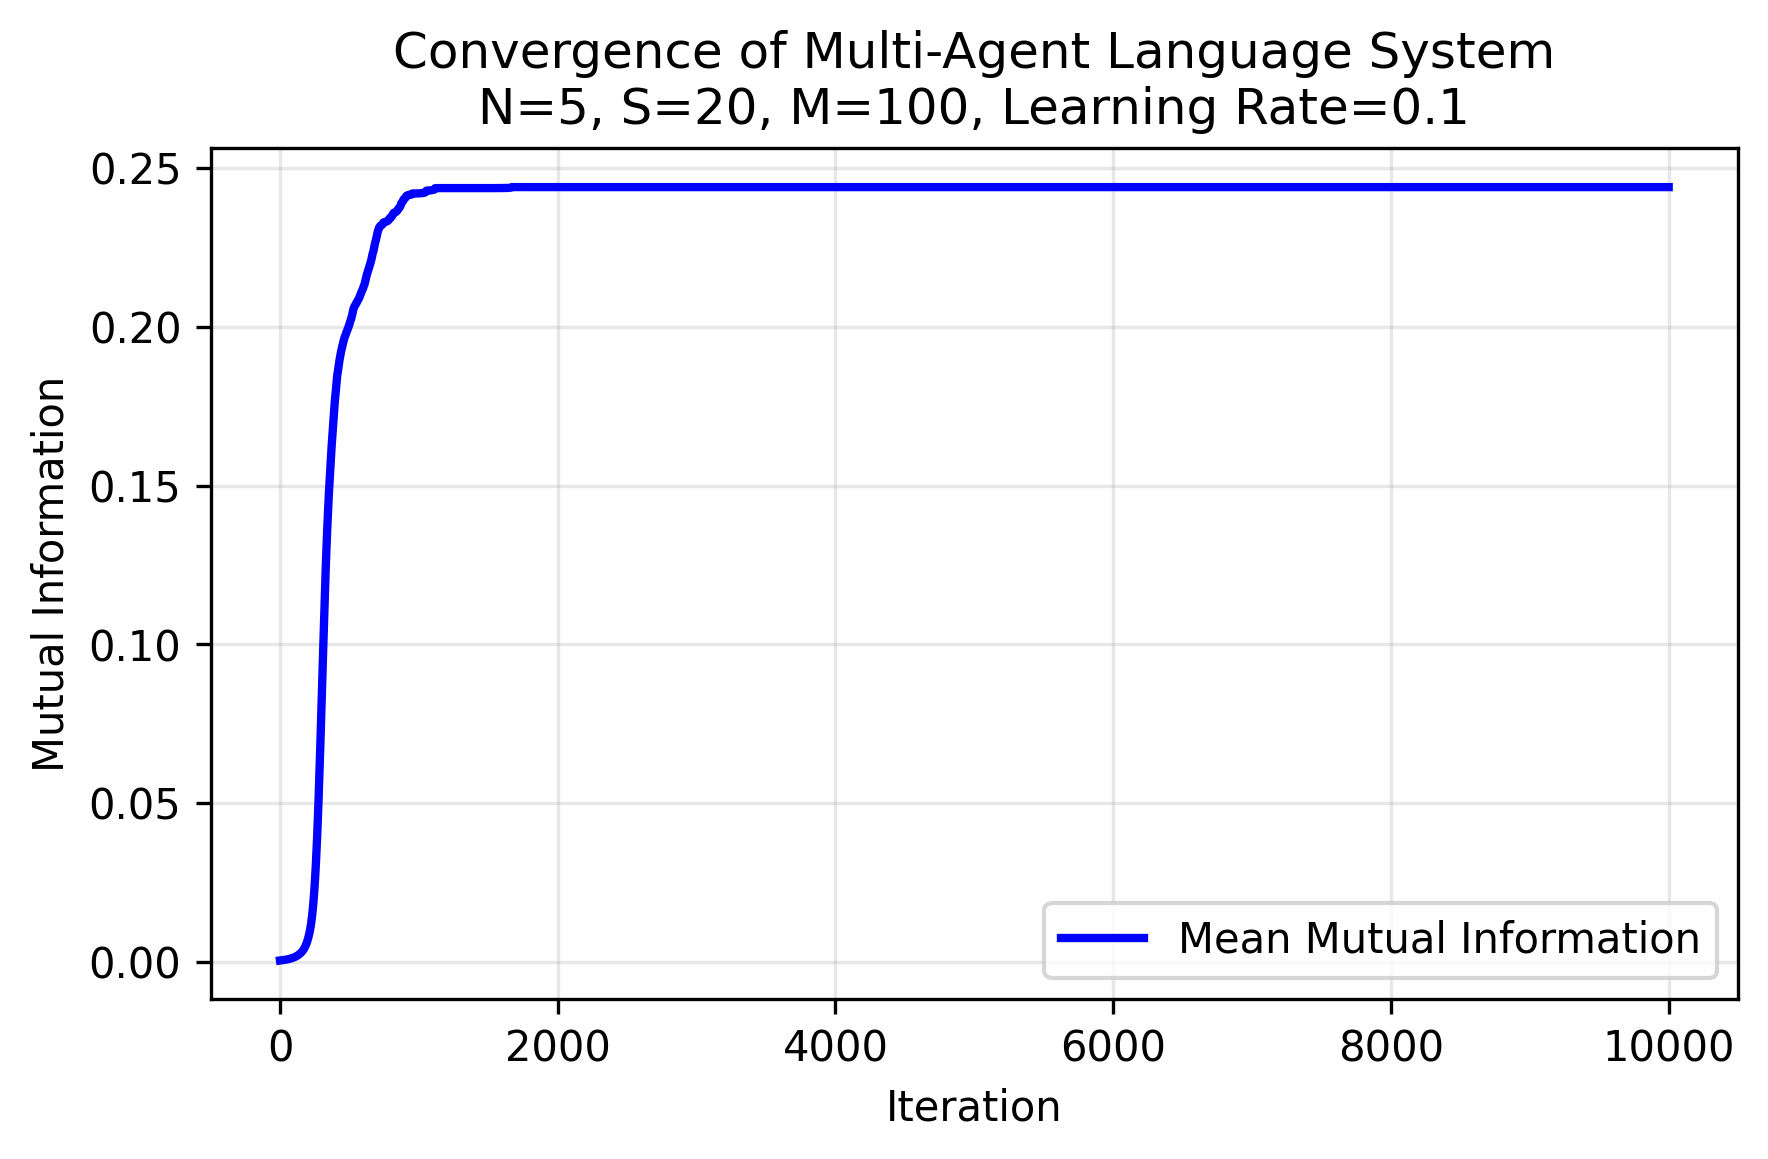 Convergence of Multi-Agent Language System
N=5, S=20, M=100, Learning Rate=0.1
0.25
0.20
0.15
0.10
0.05
0.00
Mutual Information
Mean Mutual Information
0
2000
4000
6000
8000
10000
Iteration